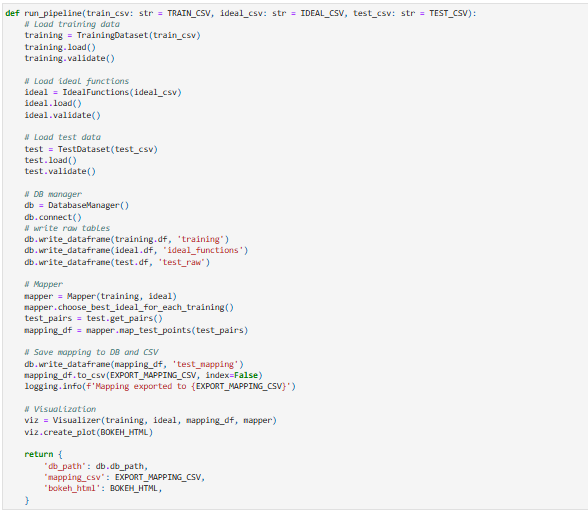 def run_pipeline(train_csv: str = TRAIN_CSV, ideal_csv: str = IDEAL_CSV, test_csv: str = TEST_CSV):
    # Load training data
    training = TrainingDataset(train_csv)
    training.load()
    training.validate()

    # Load ideal functions
    ideal = IdealFunctions(ideal_csv)
    ideal.load()
    ideal.validate()

    # Load test data
    test = TestDataset(test_csv)
    test.load()
    test.validate()

    # DB manager
    db = DatabaseManager()
    db.connect()
    # write raw tables
    db.write_dataframe(training.df, 'training')
    db.write_dataframe(ideal.df, 'ideal_functions')
    db.write_dataframe(test.df, 'test_raw')

    # Mapper
    mapper = Mapper(training, ideal)
    mapper.choose_best_ideal_for_each_training()
    test_pairs = test.get_pairs()
    mapping_df = mapper.map_test_points(test_pairs)

    # Save mapping to DB and CSV
    db.write_dataframe(mapping_df, 'test_mapping')
    mapping_df.to_csv(EXPORT_MAPPING_CSV, index=False)
    logging.info(f'Mapping exported to {EXPORT_MAPPING_CSV}')

    # Visualization
    viz = Visualizer(training, ideal, mapping_df, mapper)
    viz.create_plot(BOKEH_HTML)

    return {
        'db_path': db.db_path,
        'mapping_csv': EXPORT_MAPPING_CSV,
        'bokeh_html': BOKEH_HTML,
    }